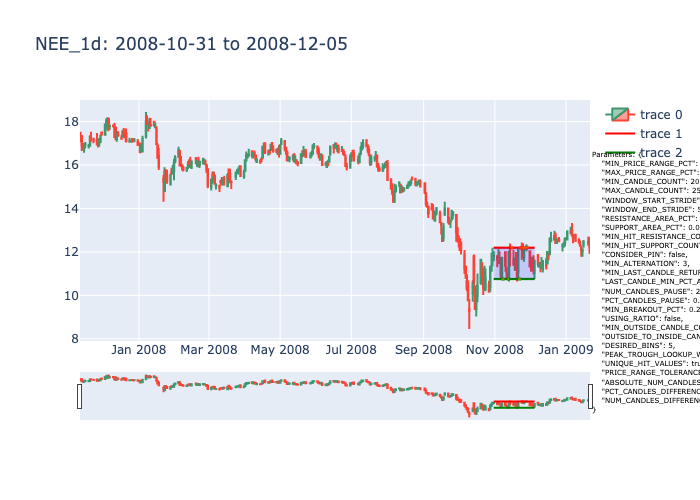 NEE_1d: 2008-10-31 to 2008-12-05
18
16
14
12
10
8
Jan 2008
Mar 2008
May 2008
Jul 2008
Sep 2008
Nov 2008
Jan 2009
trace 0
trace 1
trace 2
Parameters: {
"MIN_PRICE_RANGE_PCT":
"MAX_PRICE_RANGE_PCT":
"MIN_CANDLE_COUNT": 20
"MAX_CANDLE_COUNT": 25
"WINDOW_START_STRIDE"
"WINDOW_END_STRIDE": 5
"RESISTANCE_AREA_PCT":
"SUPPORT_AREA_PCT": 0.0
"MIN_HIT_RESISTANCE_CO
"MIN_HIT_SUPPORT_COUN
"CONSIDER_PIN": false,
"MIN_ALTERNATION": 3,
"MIN_LAST_CANDLE_RETUR
"LAST_CANDLE_MIN_PCT_A
"NUM_CANDLES_PAUSE": 2
"PCT_CANDLES_PAUSE": 0.
"MIN_BREAKOUT_PCT": 0.2
"USING_RATIO": false,
"MIN_OUTSIDE_CANDLE_CO
"OUTSIDE_TO_INSIDE_CAN
"DESIRED_BINS": 5,
"PEAK_TROUGH_LOOKUP_W
"UNIQUE_HIT_VALUES": tru
"PRICE_RANGE_TOLERANC
"ABSOLUTE_NUM_CANDLES
"PCT_CANDLES_DIFFERENC
"NUM_CANDLES_DIFFEREN
}